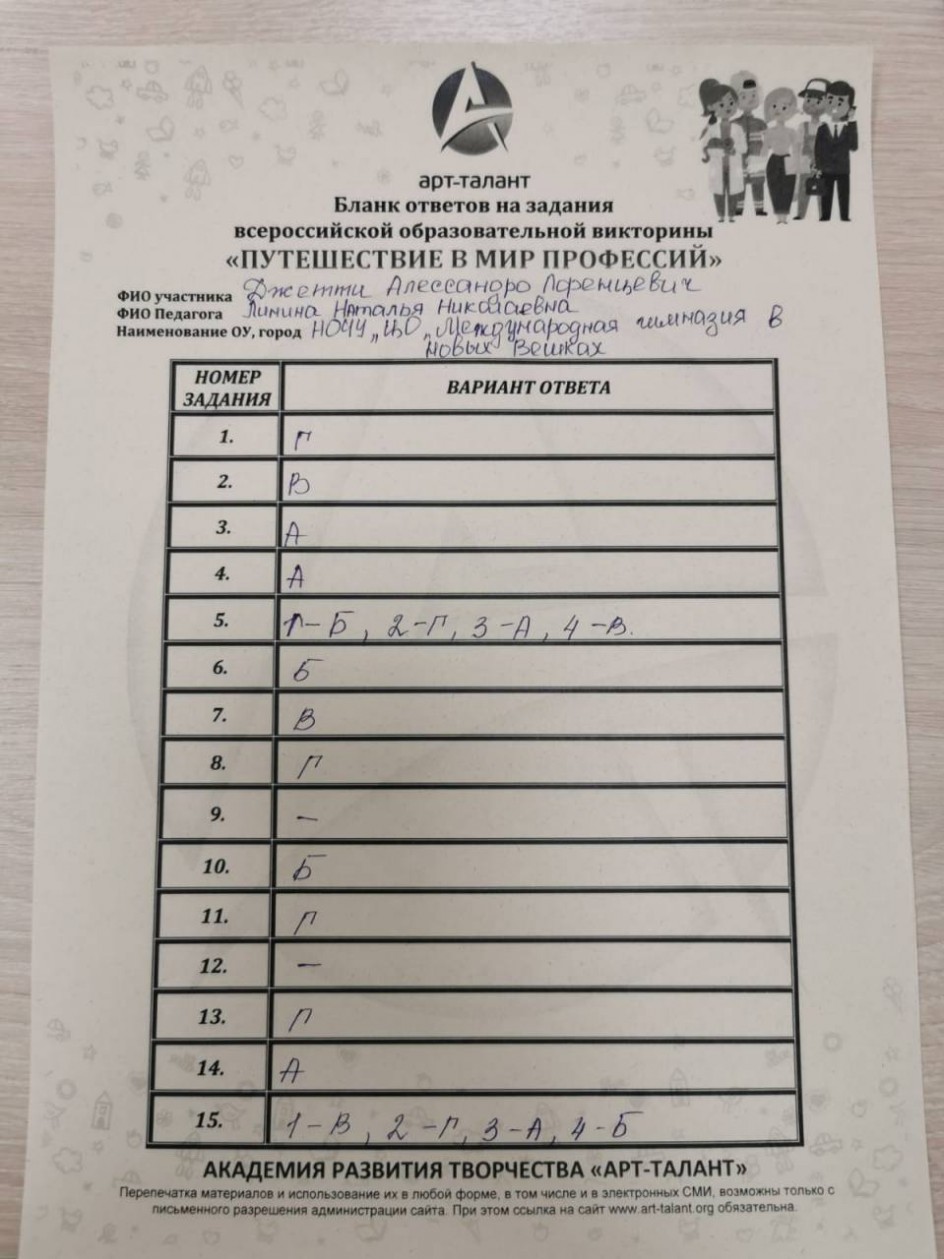 арт-талант
Бланк ответов на задания
всероссийской образовательной викторины
«ПУТЕШЕСТВИЕ В МИР ПРОФЕССИЙ»
ФИО участника Джетти Алессандро Лоренцевич
ФИО Педагога Линина Наталья Николаевна
Наименование ОУ, город НОЧУ „ЦО „Международная гимназия в
Новых Вешках
НОМЕР ЗАДАНИЯ ВАРИАНТ ОТВЕТА
1. Г
2. В
3. А
4. А
5. 1-Б, 2-Г, 3-А, 4-В.
6. Б
7. В
8. Г
9. –
10. Б
11. Г
12. –
13. Г
14. А
15. 1-В, 2-Г, 3-А, 4-Б
АКАДЕМИЯ РАЗВИТИЯ ТВОРЧЕСТВА «АРТ-ТАЛАНТ»
Перепечатка материалов и использование их в любой форме, в том числе и в электронных СМИ, возможны только с
письменного разрешения администрации сайта. При этом ссылка на сайт www.art-talant.org обязательна.